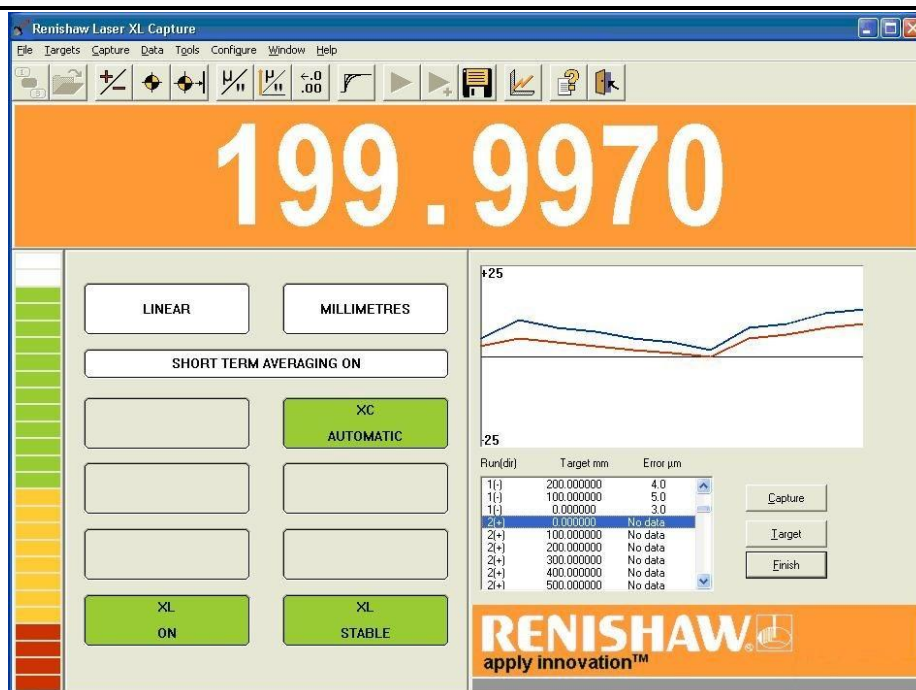 Renishaw Laser XL Capture
File Targets Capture Data Tools Configure Window Help
199.9970
LINEAR
MILLIMETRES
SHORT TERM AVERAGING ON
XC
AUTOMATIC
XL
ON
XL
STABLE
+25
-25
Run(dir) Target mm Error µm
1(-) 200.000000 4.0
1(-) 100.000000 5.0
1(-) 0.000000 3.0
2(+) 0.000000 No data
2(+) 100.000000 No data
2(+) 200.000000 No data
2(+) 300.000000 No data
2(+) 400.000000 No data
2(+) 500.000000 No data
Capture
Target
Finish
RENISHAW
apply innovation™